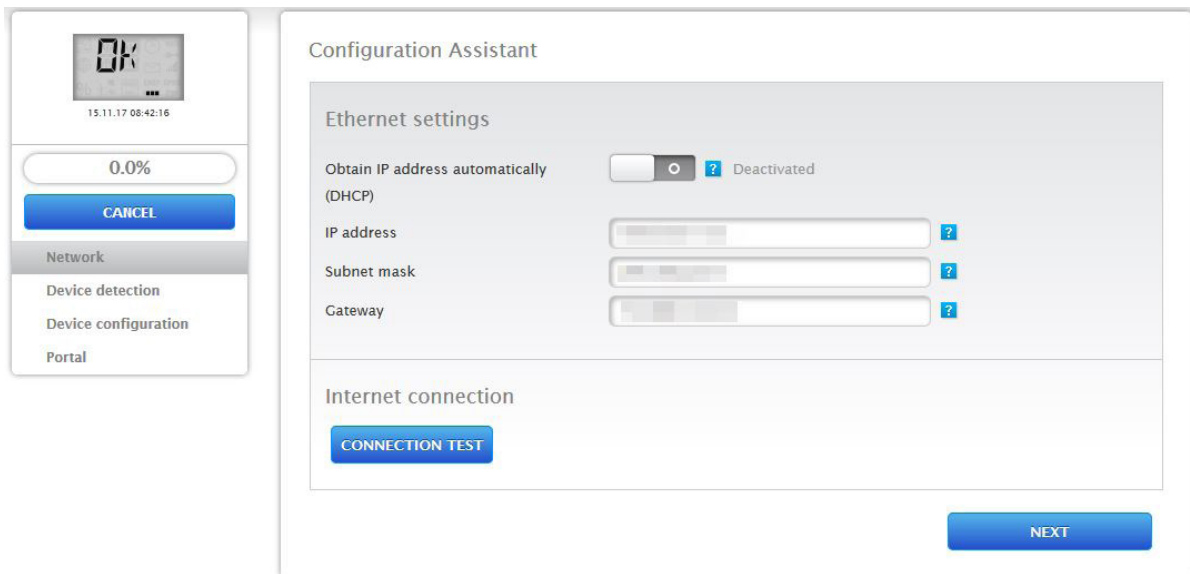 OK
15.11.17 08:42:16
0.0%
CANCEL
Network
Device detection
Device configuration
Portal
Configuration Assistant
Ethernet settings
Obtain IP address automatically
(DHCP)
? Deactivated
IP address
?
Subnet mask
?
Gateway
?
Internet connection
CONNECTION TEST
NEXT